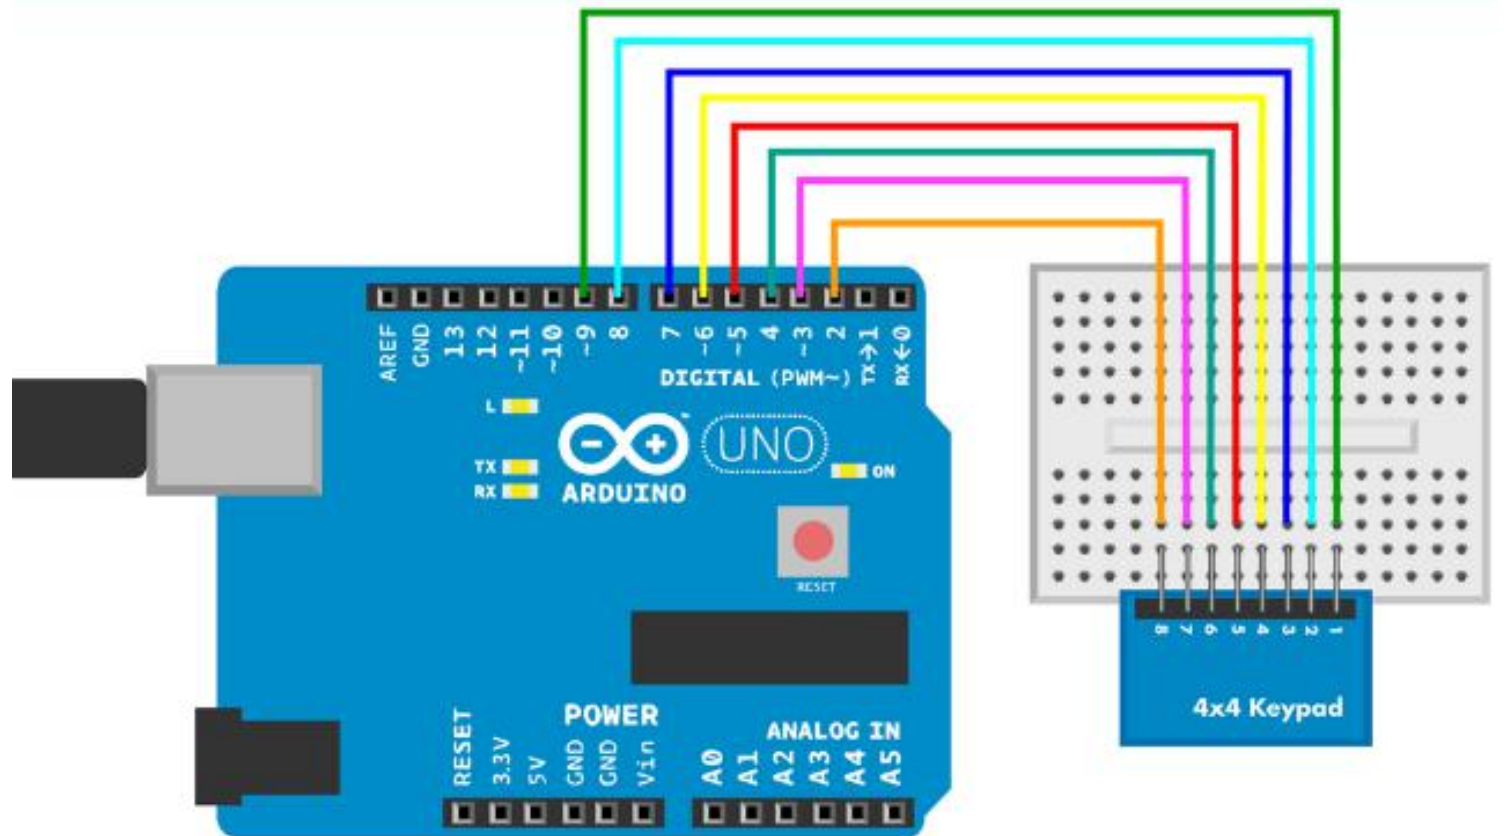 AREF
GND
13
12
~11
~10
~9
8
7
~6
~5
4
~3
2
TX→1
RX←0
DIGITAL (PWM~)
L
TX
RX
ARDUINO
™
UNO
ON
RESET
8 7 6 5 4 3 2 1
4x4 Keypad
POWER
RESET
3.3V
5V
GND
GND
Vin
ANALOG IN
A0
A1
A2
A3
A4
A5